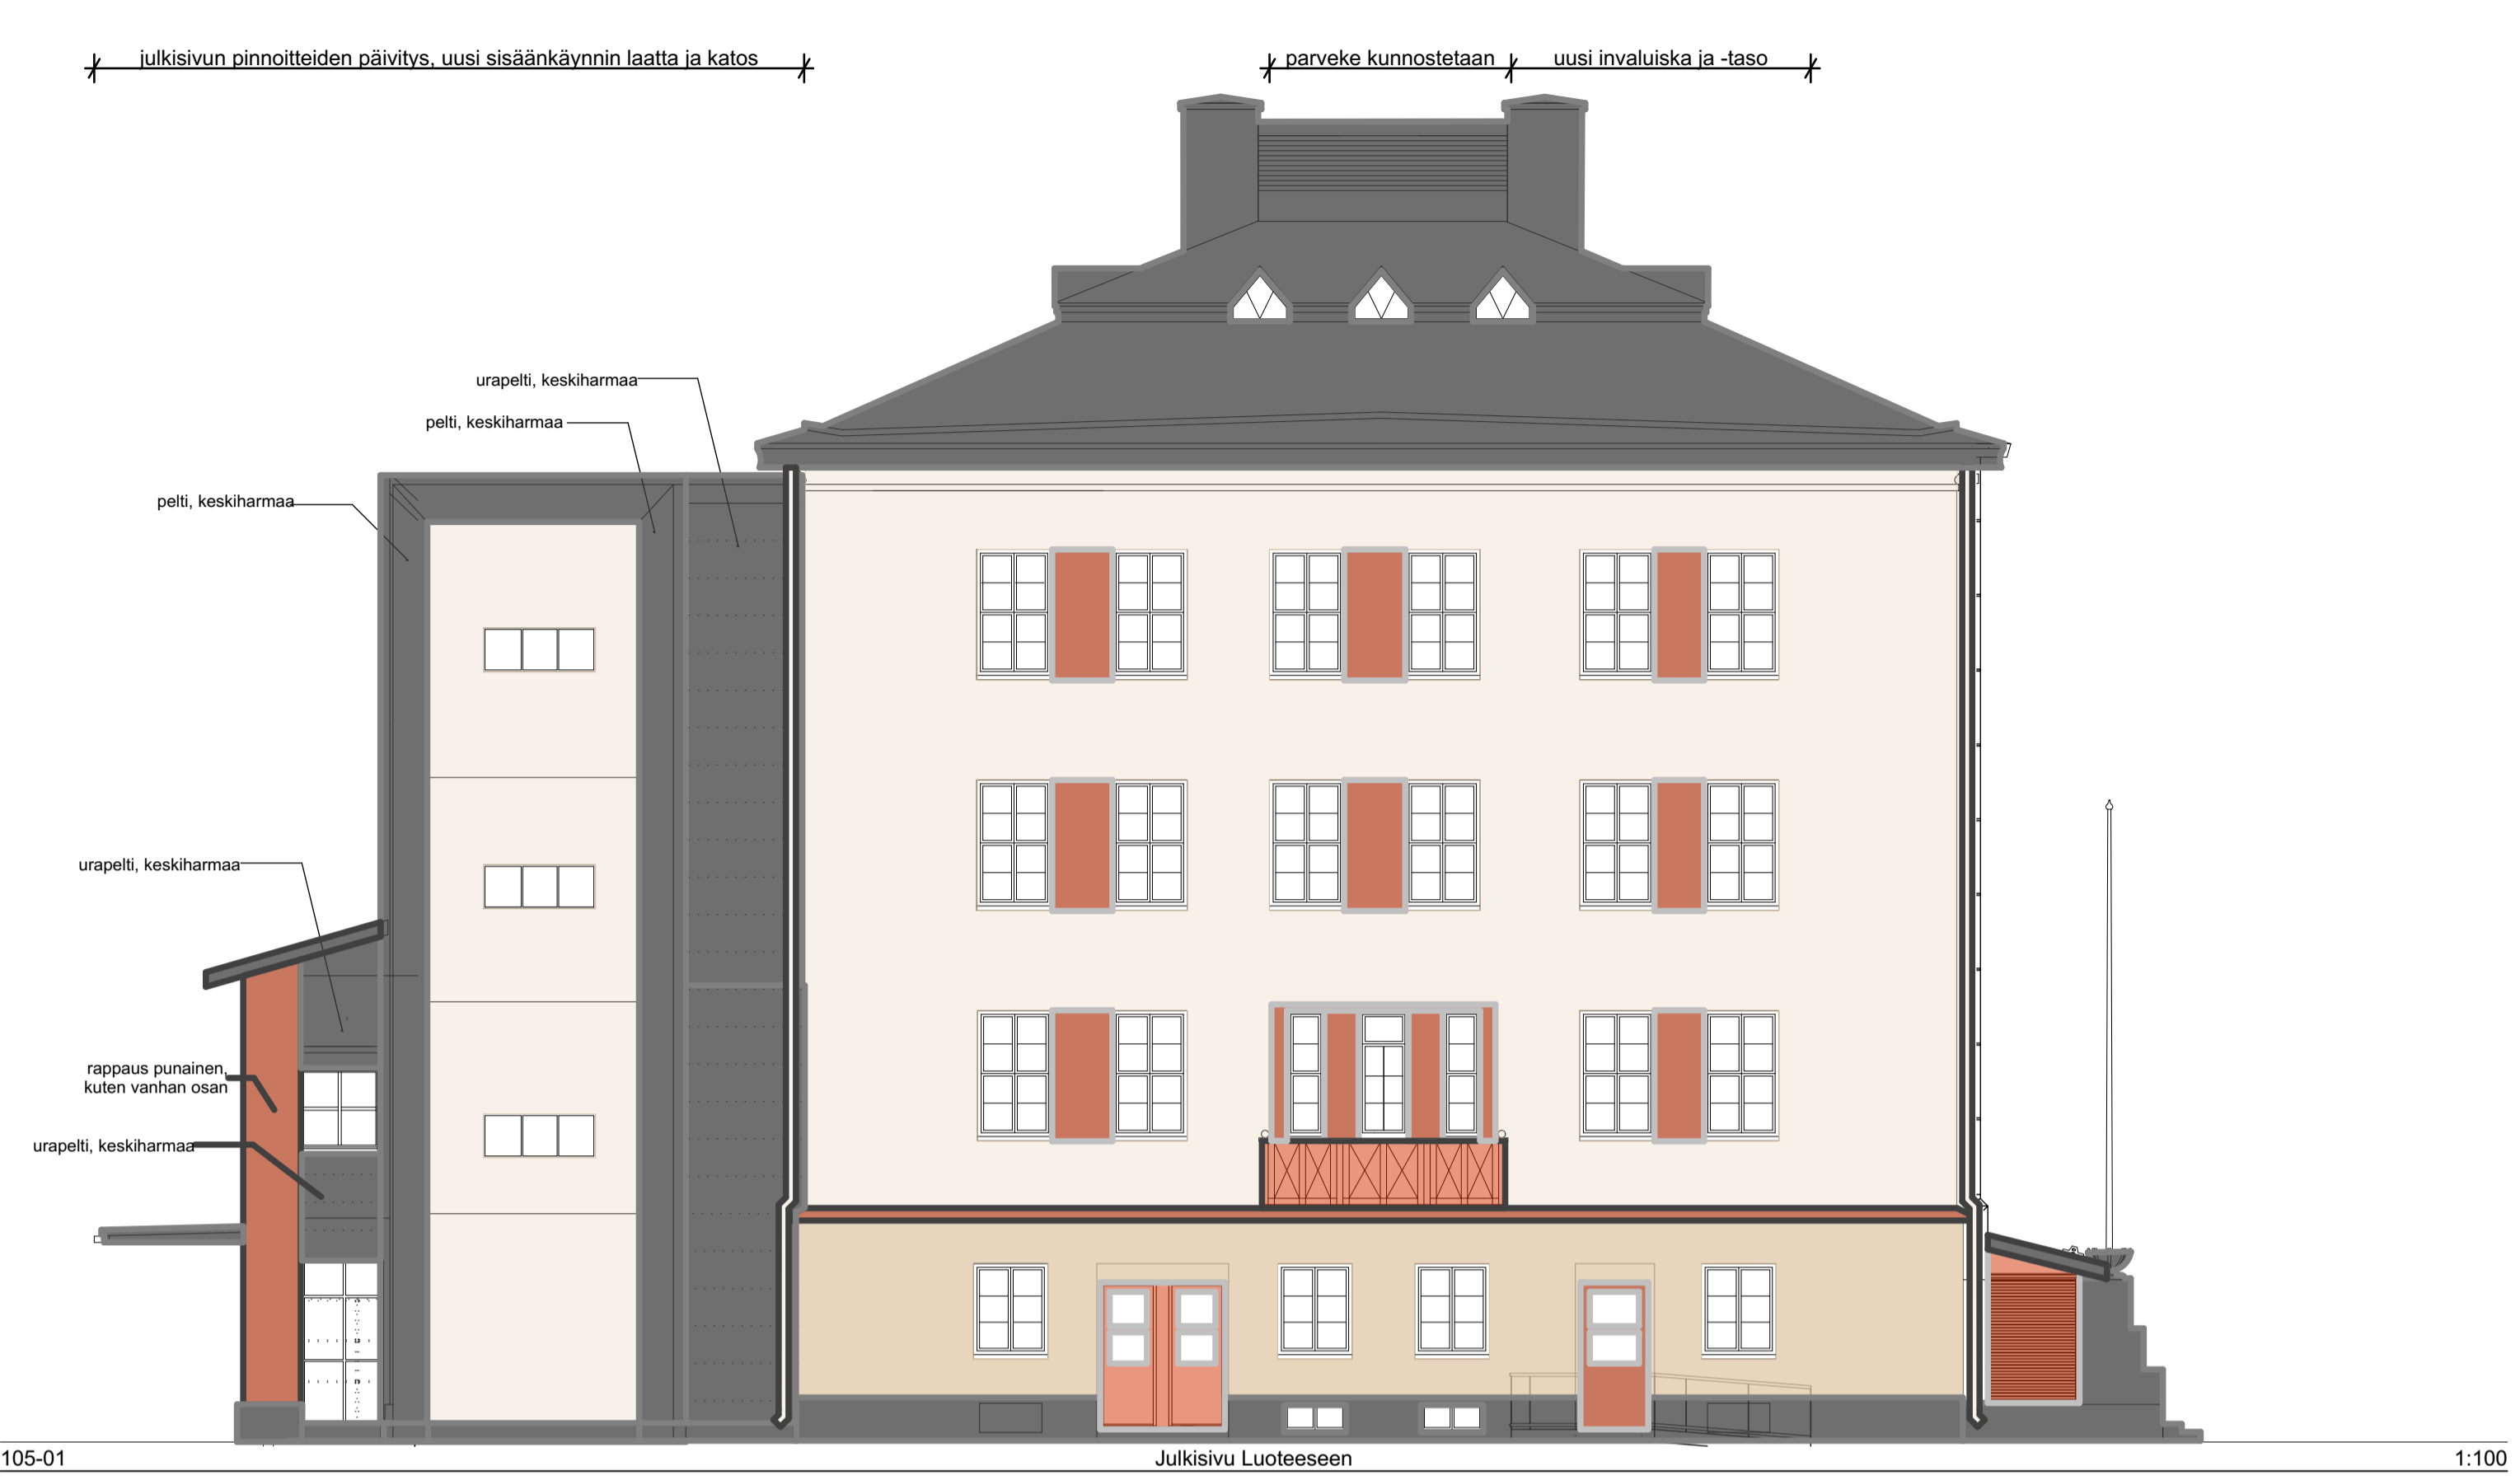 julkisivun pinnoitteiden päivitys, uusi sisäänkäynnin laatta ja katos
parveke kunnostetaan
uusi invaluiska ja -taso
urapelti, keskiharmaa
pelti, keskiharmaa
pelti, keskiharmaa
urapelti, keskiharmaa
rappaus punainen,
kuten vanhan osan
urapelti, keskiharmaa
105-01
Julkisivu Luoteeseen
1:100